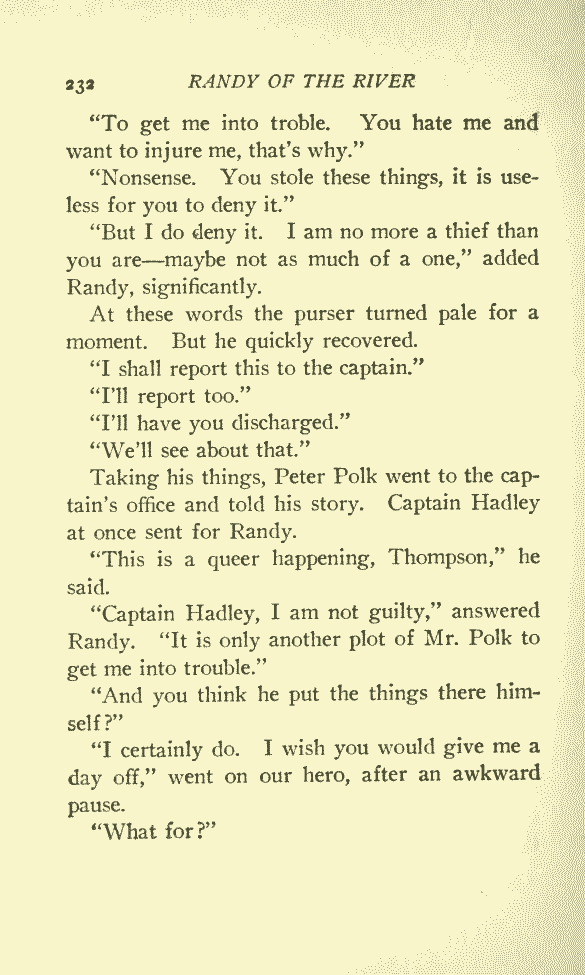 232 RANDY OF THE RIVER
"To get me into troble. You hate me and
want to injure me, that's why."
"Nonsense. You stole these things, it is use-
less for you to deny it."
"But I do deny it. I am no more a thief than
you are—maybe not as much of a one," added
Randy, significantly.
At these words the purser turned pale for a
moment. But he quickly recovered.
"I shall report this to the captain."
"I'll report too."
"I'll have you discharged."
"We'll see about that."
Taking his things, Peter Polk went to the cap-
tain's office and told his story. Captain Hadley
at once sent for Randy.
"This is a queer happening, Thompson," he
said.
"Captain Hadley, I am not guilty," answered
Randy. "It is only another plot of Mr. Polk to
get me into trouble."
"And you think he put the things there him-
self?"
"I certainly do. I wish you would give me a
day off," went on our hero, after an awkward
pause.
"What for?"